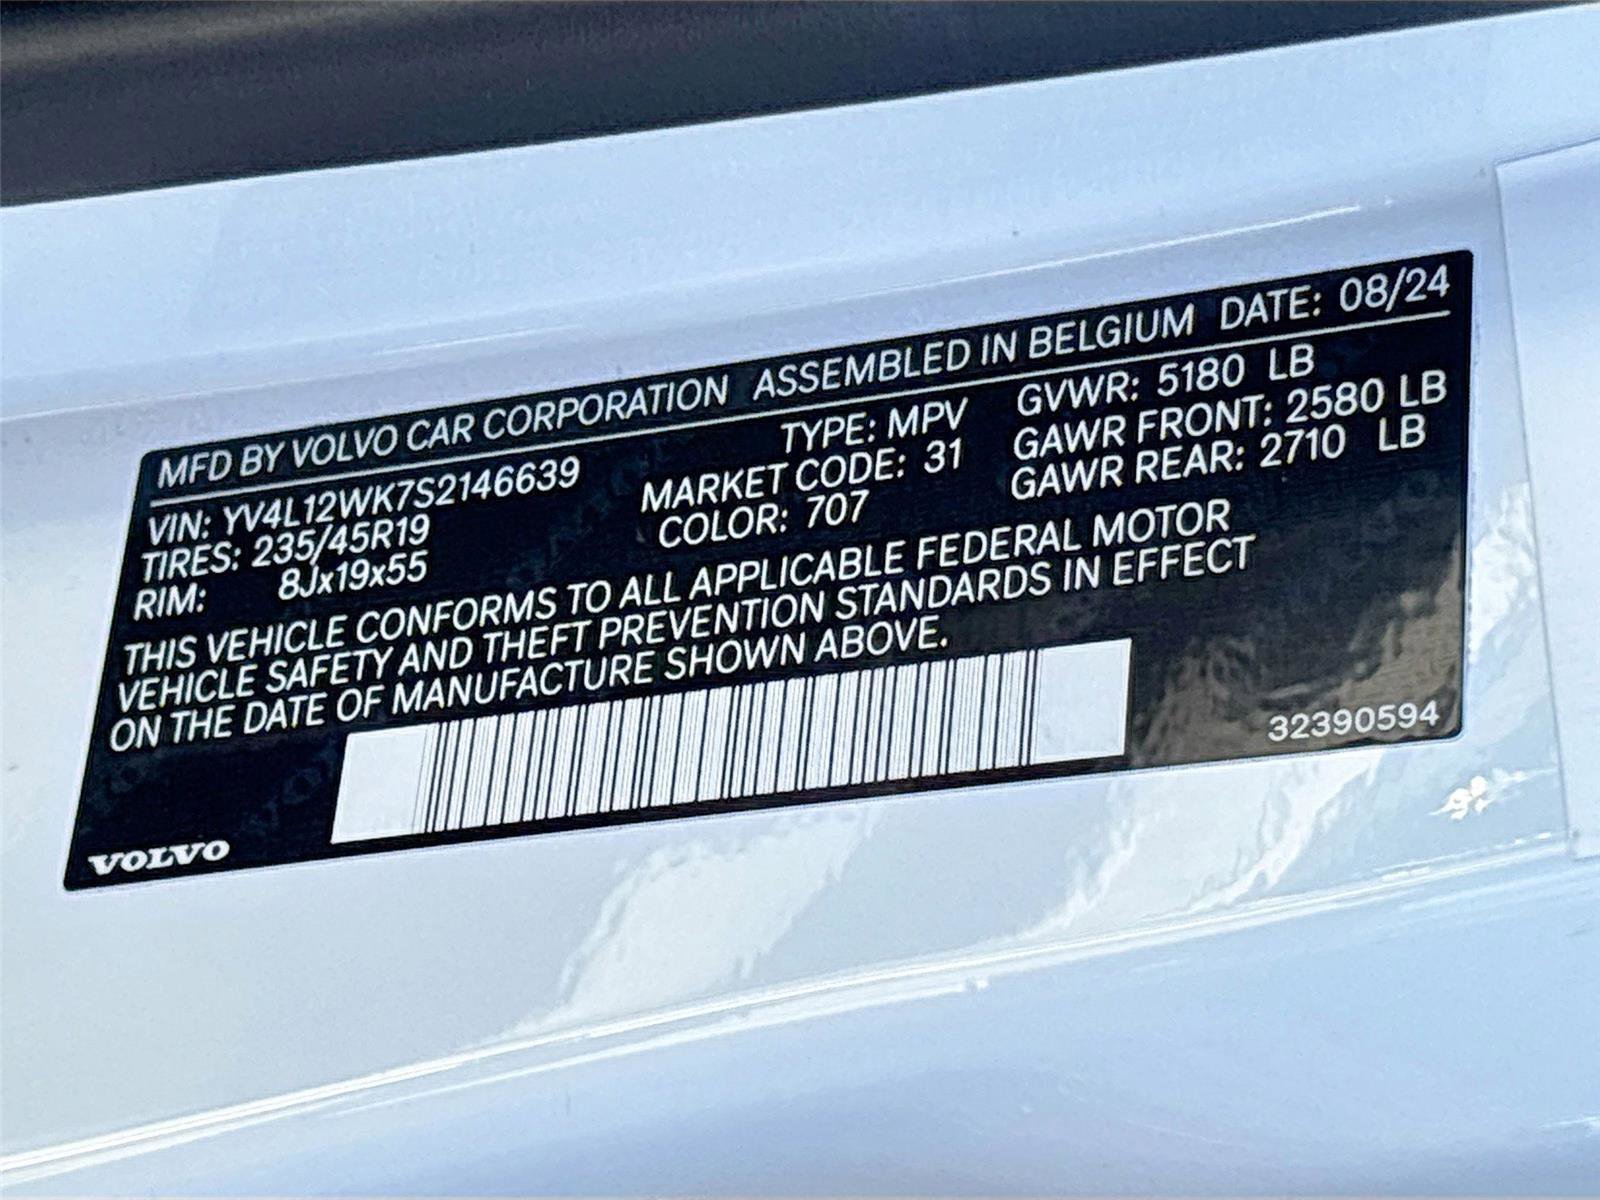 MFD BY VOLVO CAR CORPORATION ASSEMBLED IN BELGIUM DATE: 08/24
VIN: YV4L12WK7S2146639 TYPE: MPV GVWR: 5180 LB
TIRES: 235/45R19 MARKET CODE: 31 GAWR FRONT: 2580 LB
RIM: 8Jx19x55 COLOR: 707 GAWR REAR: 2710 LB
THIS VEHICLE CONFORMS TO ALL APPLICABLE FEDERAL MOTOR
VEHICLE SAFETY AND THEFT PREVENTION STANDARDS IN EFFECT
ON THE DATE OF MANUFACTURE SHOWN ABOVE.
32390594
VOLVO